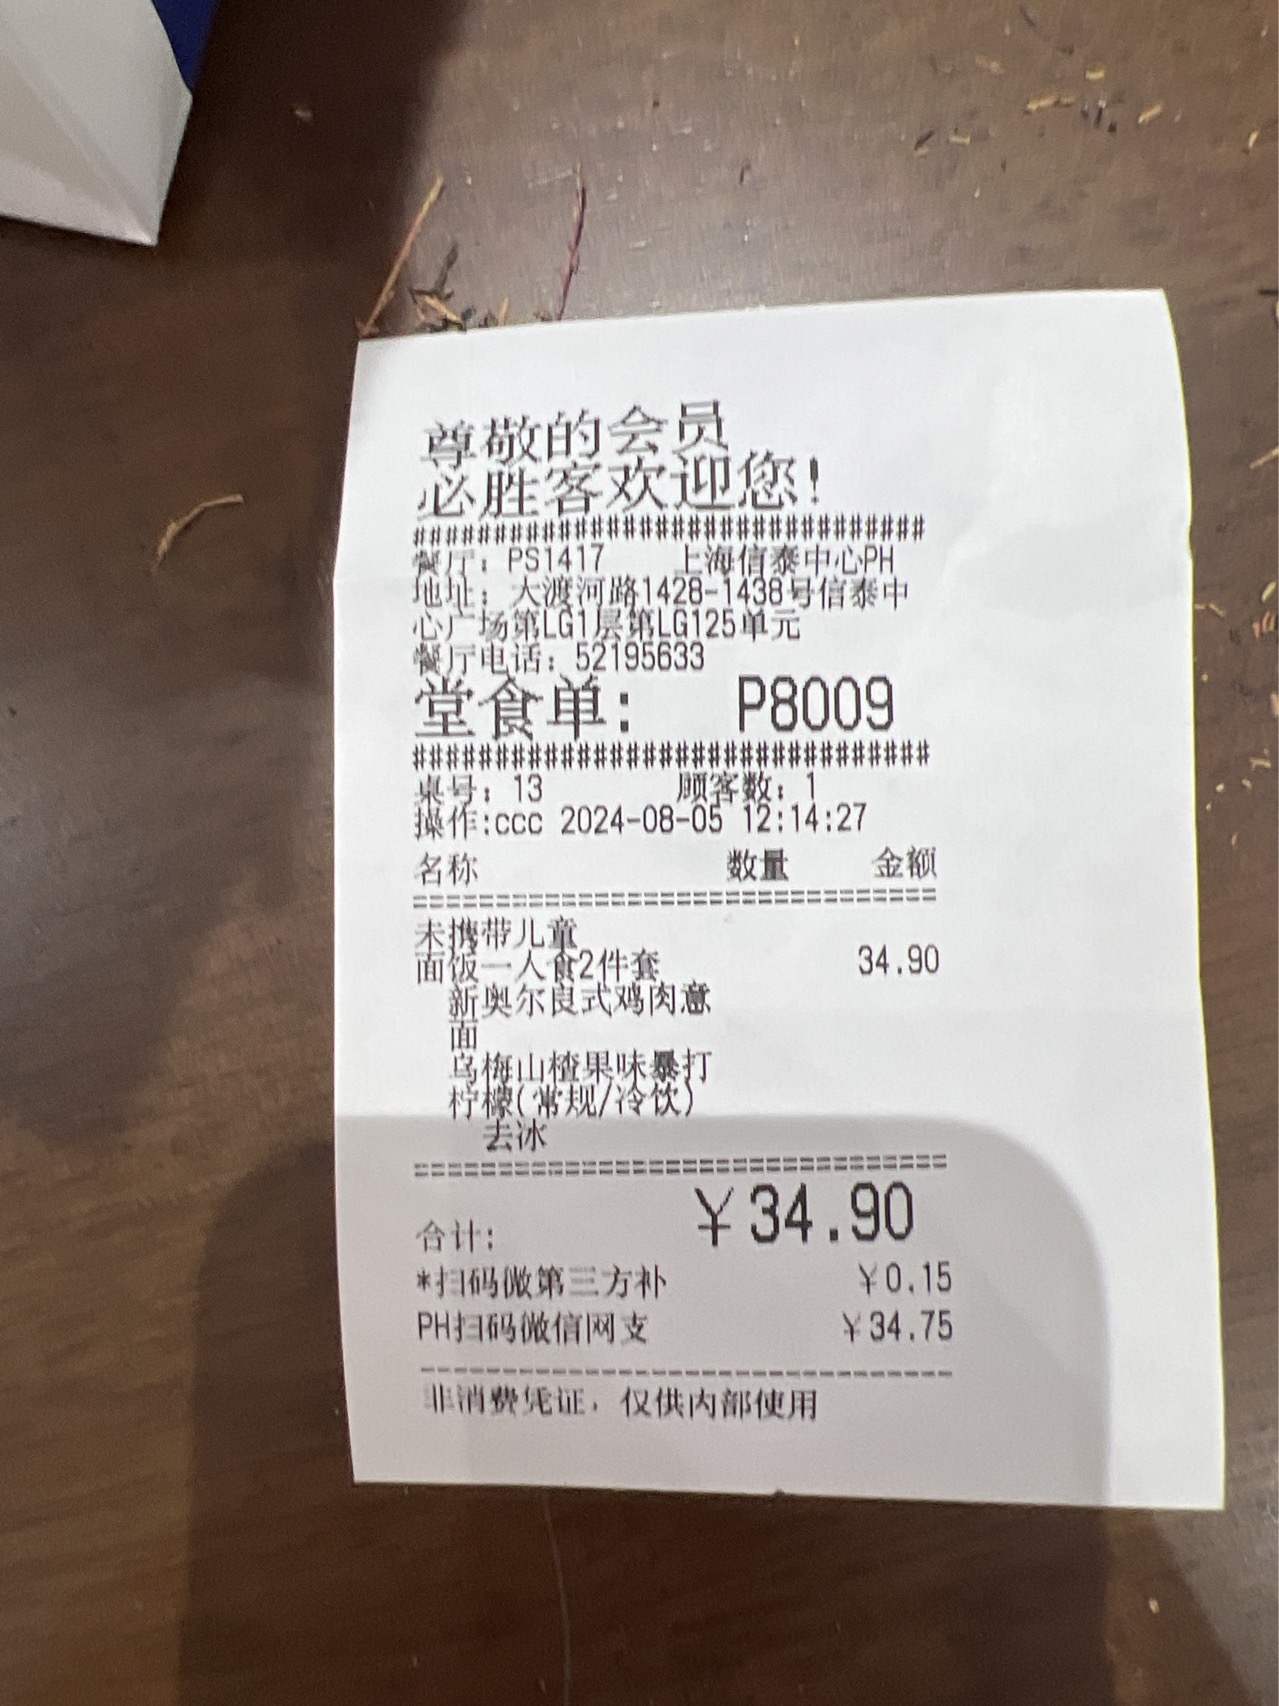 尊敬的会员
必胜客欢迎您!
################################
餐厅: PS1417 上海信泰中心PH
地址: 大渡河路1428-1438号信泰中
心广场第LG1层第LG125单元
餐厅电话: 52195633
堂食单: P8009
################################
桌号: 13 顾客数: 1
操作:ccc 2024-08-05 12:14:27
名称 数量 金额
================================
未携带儿童
面饭一人食2件套 34.90
新奥尔良式鸡肉意
面
乌梅山楂果味暴打
柠檬(常规/冷饮)
去冰
================================
合计: ￥34.90
*扫码微第三方补 ￥0.15
PH扫码微信网支 ￥34.75
--------------------------------
非消费凭证，仅供内部使用